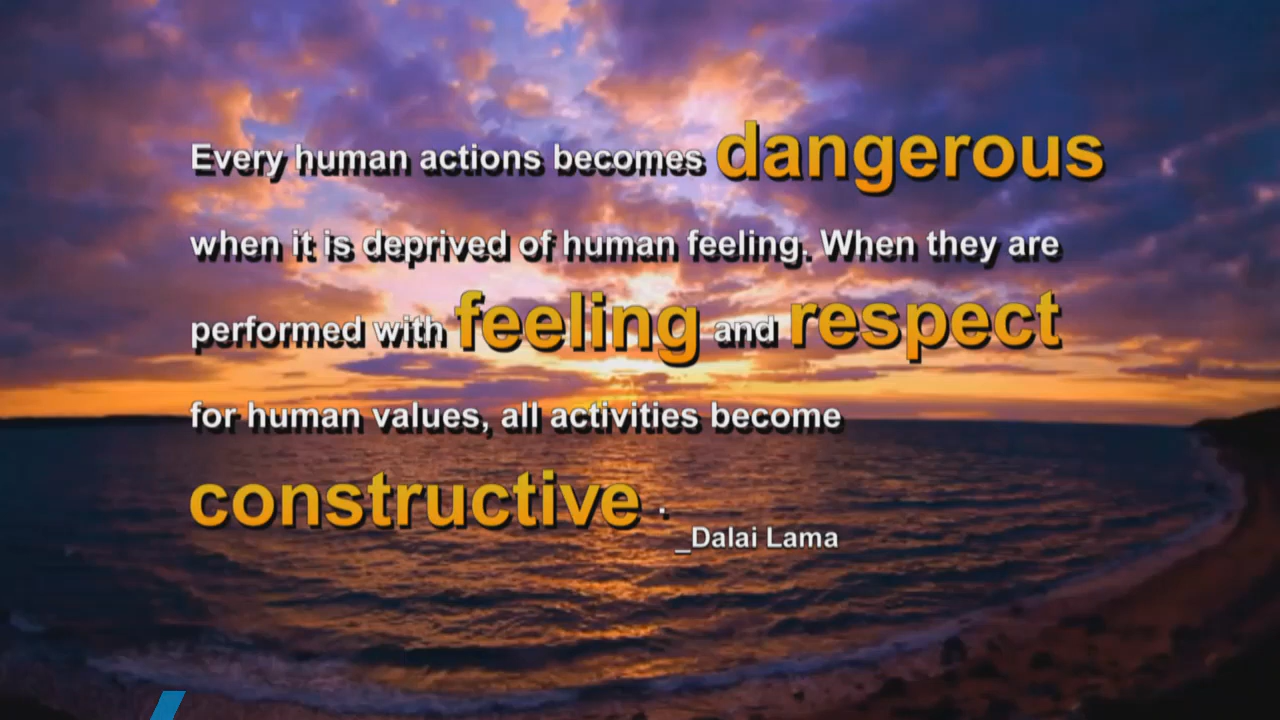 Every human actions becomes dangerous
when it is deprived of human feeling. When they are
performed with feeling and respect
for human values, all activities become
constructive .
_Dalai Lama